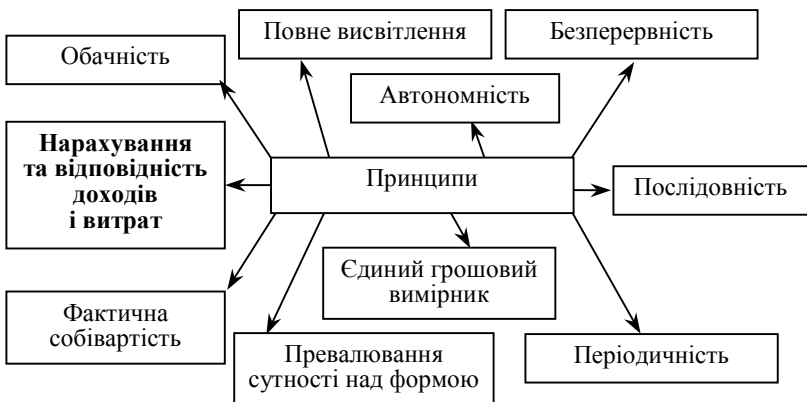 Повне висвітлення
Безперервність
Обачність
Автономність
Нарахування
та відповідність
доходів
і витрат
Принципи
Послідовність
Єдиний грошовий
вимірник
Фактична
собівартість
Превалювання
сутності над формою
Періодичність